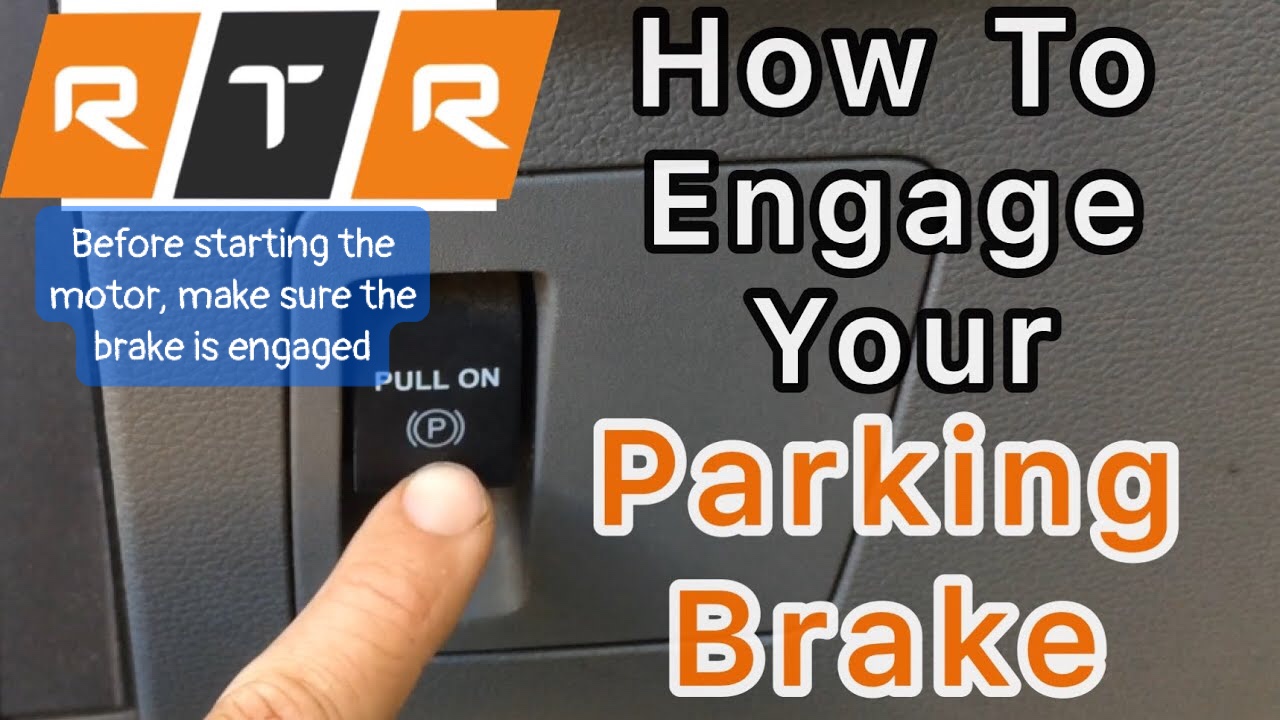 RTR
How To
Engage
Your
Parking
Brake
Before starting the
motor, make sure the
brake is engaged
PULL ON
(P)